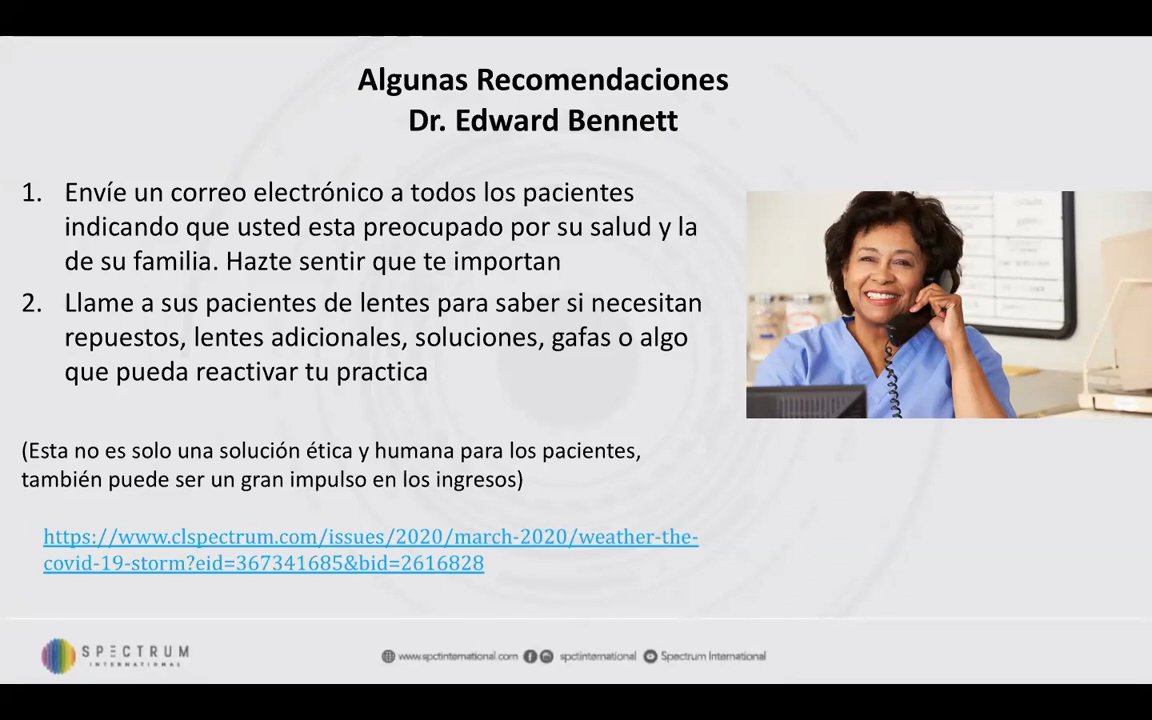 Algunas Recomendaciones
Dr. Edward Bennett
1. Envíe un correo electrónico a todos los pacientes
indicando que usted esta preocupado por su salud y la
de su familia. Hazte sentir que te importan
2. Llame a sus pacientes de lentes para saber si necesitan
repuestos, lentes adicionales, soluciones, gafas o algo
que pueda reactivar tu practica
(Esta no es solo una solución ética y humana para los pacientes,
también puede ser un gran impulso en los ingresos)
https://www.clspectrum.com/issues/2020/march-2020/weather-the-
covid-19-storm?eid=367341685&bid=2616828
SPECTRUM
INTERNATIONAL
www.spctinternational.com spctinternational Spectrum International